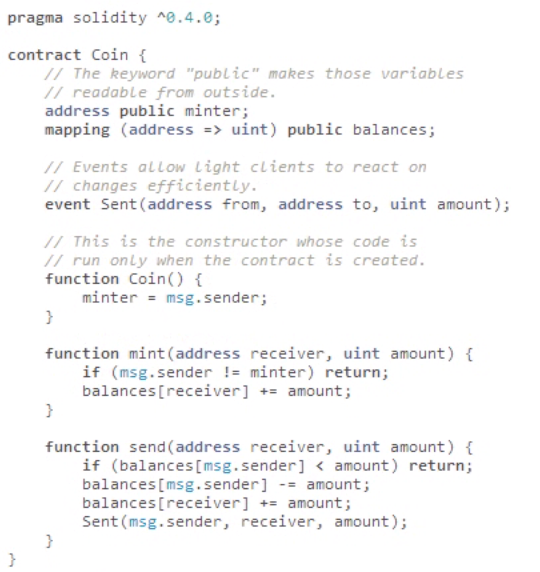 pragma solidity ^0.4.0;

contract Coin {
    // The keyword "public" makes those variables
    // readable from outside.
    address public minter;
    mapping (address => uint) public balances;

    // Events allow light clients to react on
    // changes efficiently.
    event Sent(address from, address to, uint amount);

    // This is the constructor whose code is
    // run only when the contract is created.
    function Coin() {
        minter = msg.sender;
    }

    function mint(address receiver, uint amount) {
        if (msg.sender != minter) return;
        balances[receiver] += amount;
    }

    function send(address receiver, uint amount) {
        if (balances[msg.sender] < amount) return;
        balances[msg.sender] -= amount;
        balances[receiver] += amount;
        Sent(msg.sender, receiver, amount);
    }
}